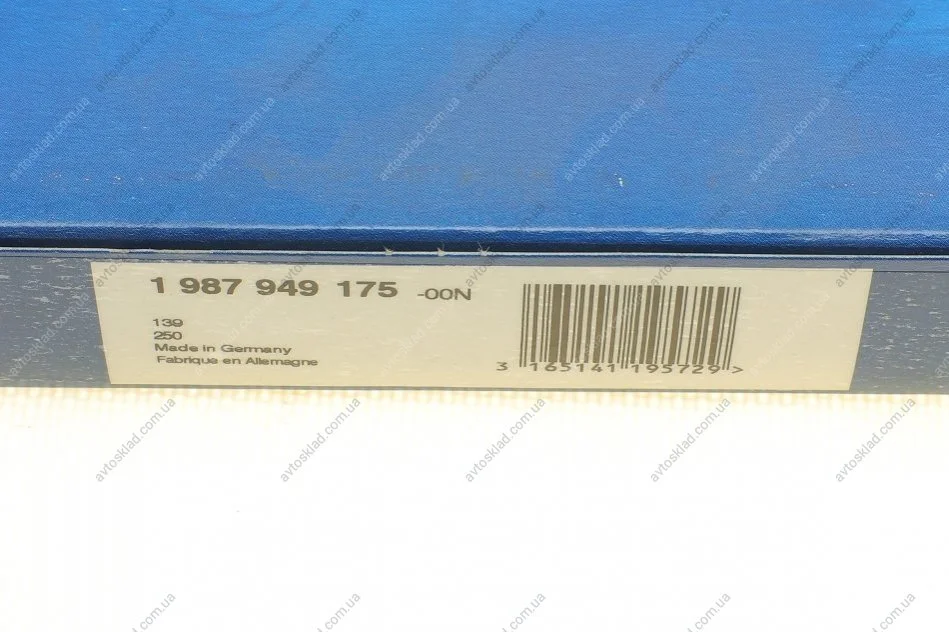 1 987 949 175 -00N
139
250
Made in Germany
Fabrique en Allemagne
3 165141 195729 >
avtosklad.com.ua